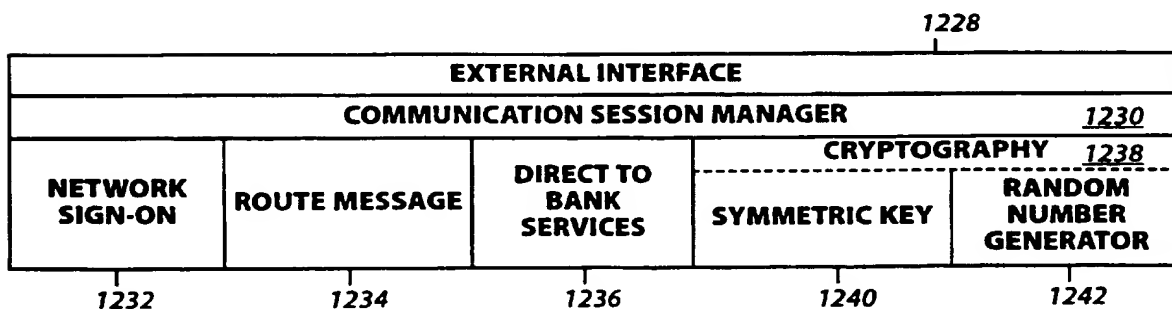 1228
EXTERNAL INTERFACE
COMMUNICATION SESSION MANAGER 1230
NETWORK
SIGN-ON
ROUTE MESSAGE
DIRECT TO
BANK
SERVICES
CRYPTOGRAPHY 1238
SYMMETRIC KEY
RANDOM
NUMBER
GENERATOR
1232 1234 1236 1240 1242